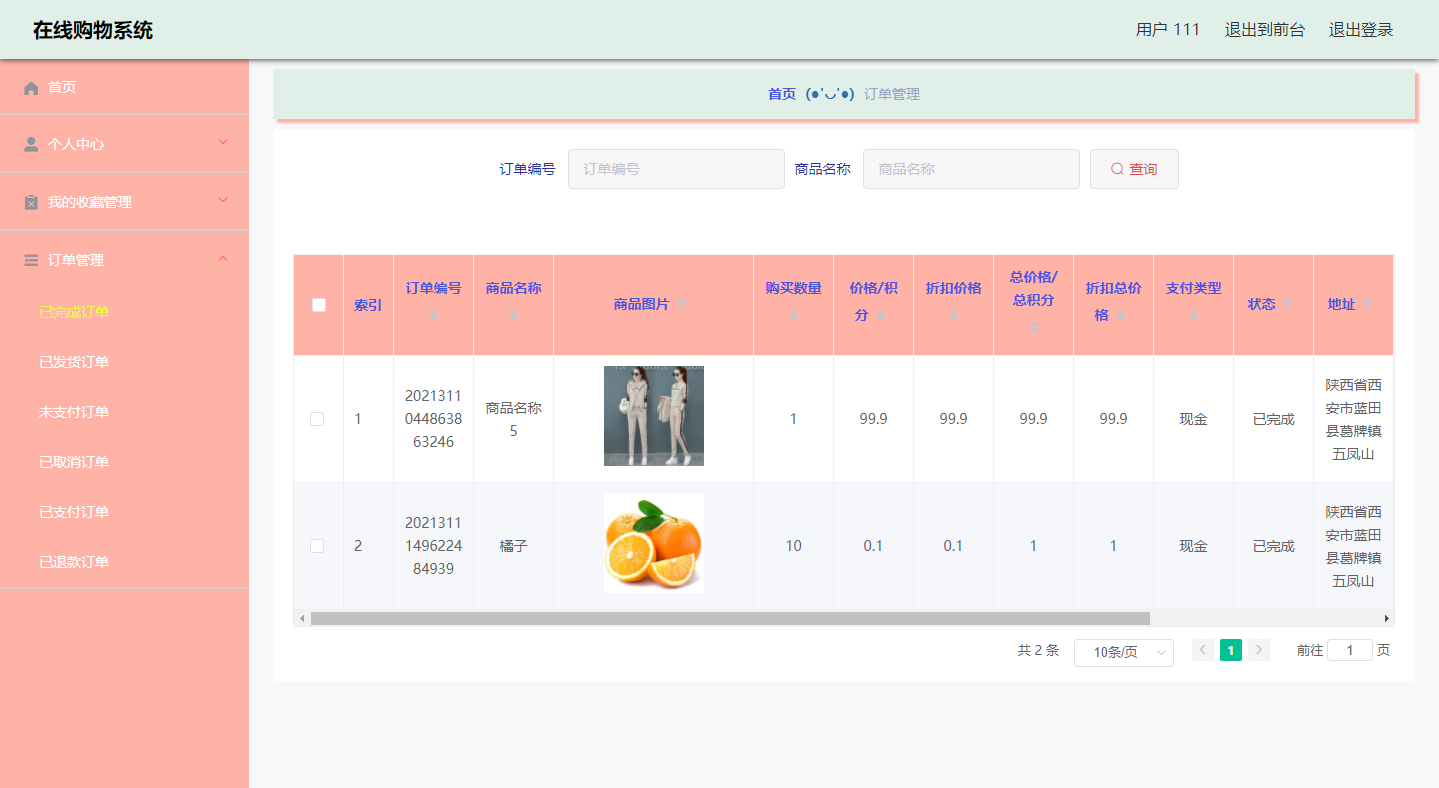 在线购物系统
用户 111 退出到前台 退出登录
首页
个人中心
我的收藏管理
订单管理
已完成订单
已发货订单
未支付订单
已取消订单
已支付订单
已退款订单
首页 (●'◡'●) 订单管理
订单编号 订单编号 商品名称 商品名称 查询
索引 订单编号 商品名称 商品图片 购买数量 价格/积分 折扣价格 总价格/总积分 折扣总价格 支付类型 状态 地址
1 2021311044863863246 商品名称5 1 99.9 99.9 99.9 99.9 现金 已完成 陕西省西安市蓝田县葛牌镇五凤山
2 2021311149622484939 橘子 10 0.1 0.1 1 1 现金 已完成 陕西省西安市蓝田县葛牌镇五凤山
共 2 条 10条/页 1 前往 1 页